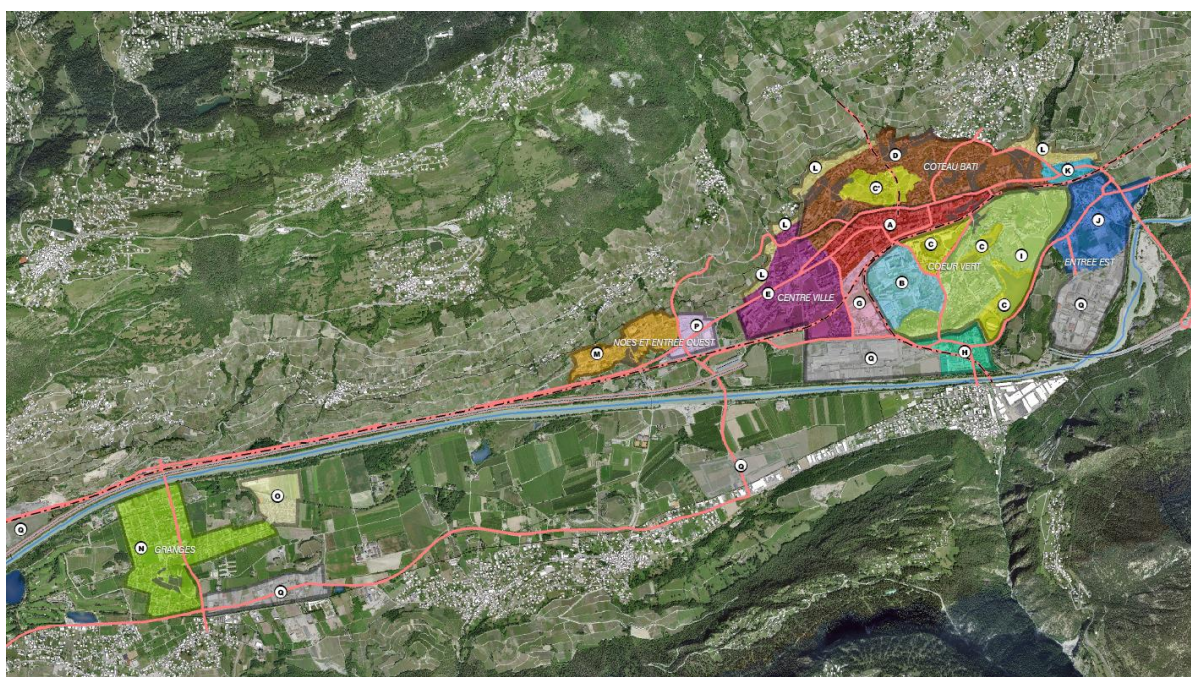 D
L
COTEAU BATI
L
K
C'
L
J
A
C
C
I
COEUR VERT
ENTREE EST
L
B
E
CENTRE VILLE
G
C
Q
P
NOES ET ENTREE OUEST
M
Q
H
Q
O
Q
N
GRANGES
Q